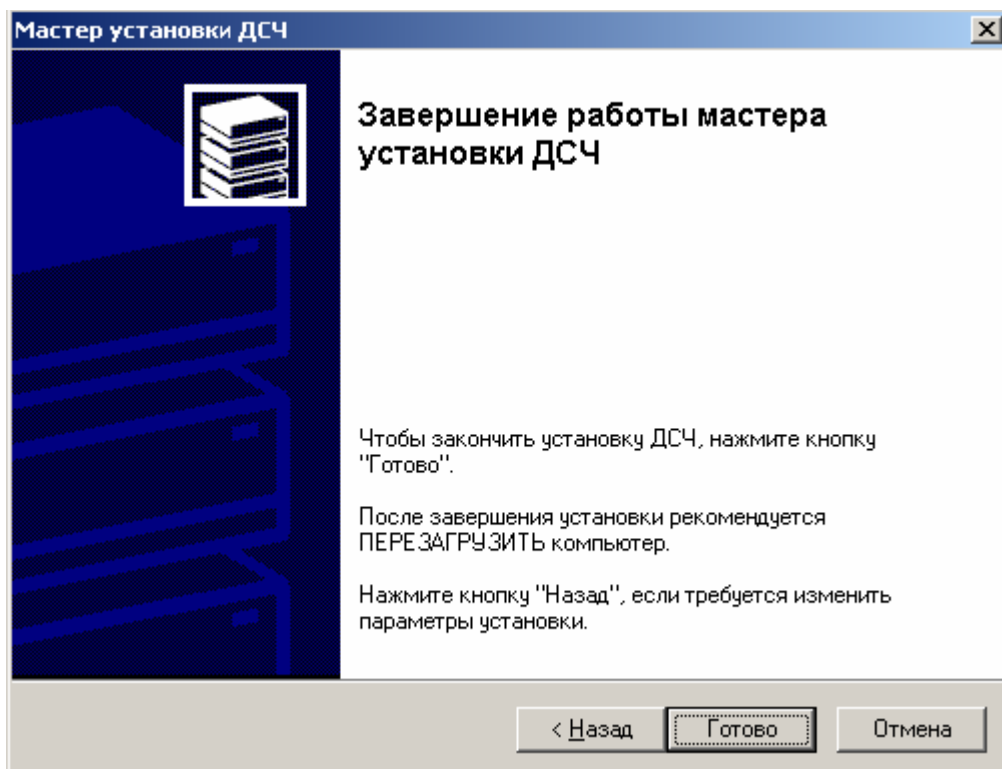 Мастер установки ДСЧ
Завершение работы мастера
установки ДСЧ
Чтобы закончить установку ДСЧ, нажмите кнопку
"Готово".
После завершения установки рекомендуется
ПЕРЕЗАГРУЗИТЬ компьютер.
Нажмите кнопку "Назад", если требуется изменить
параметры установки.
< Назад
Готово
Отмена